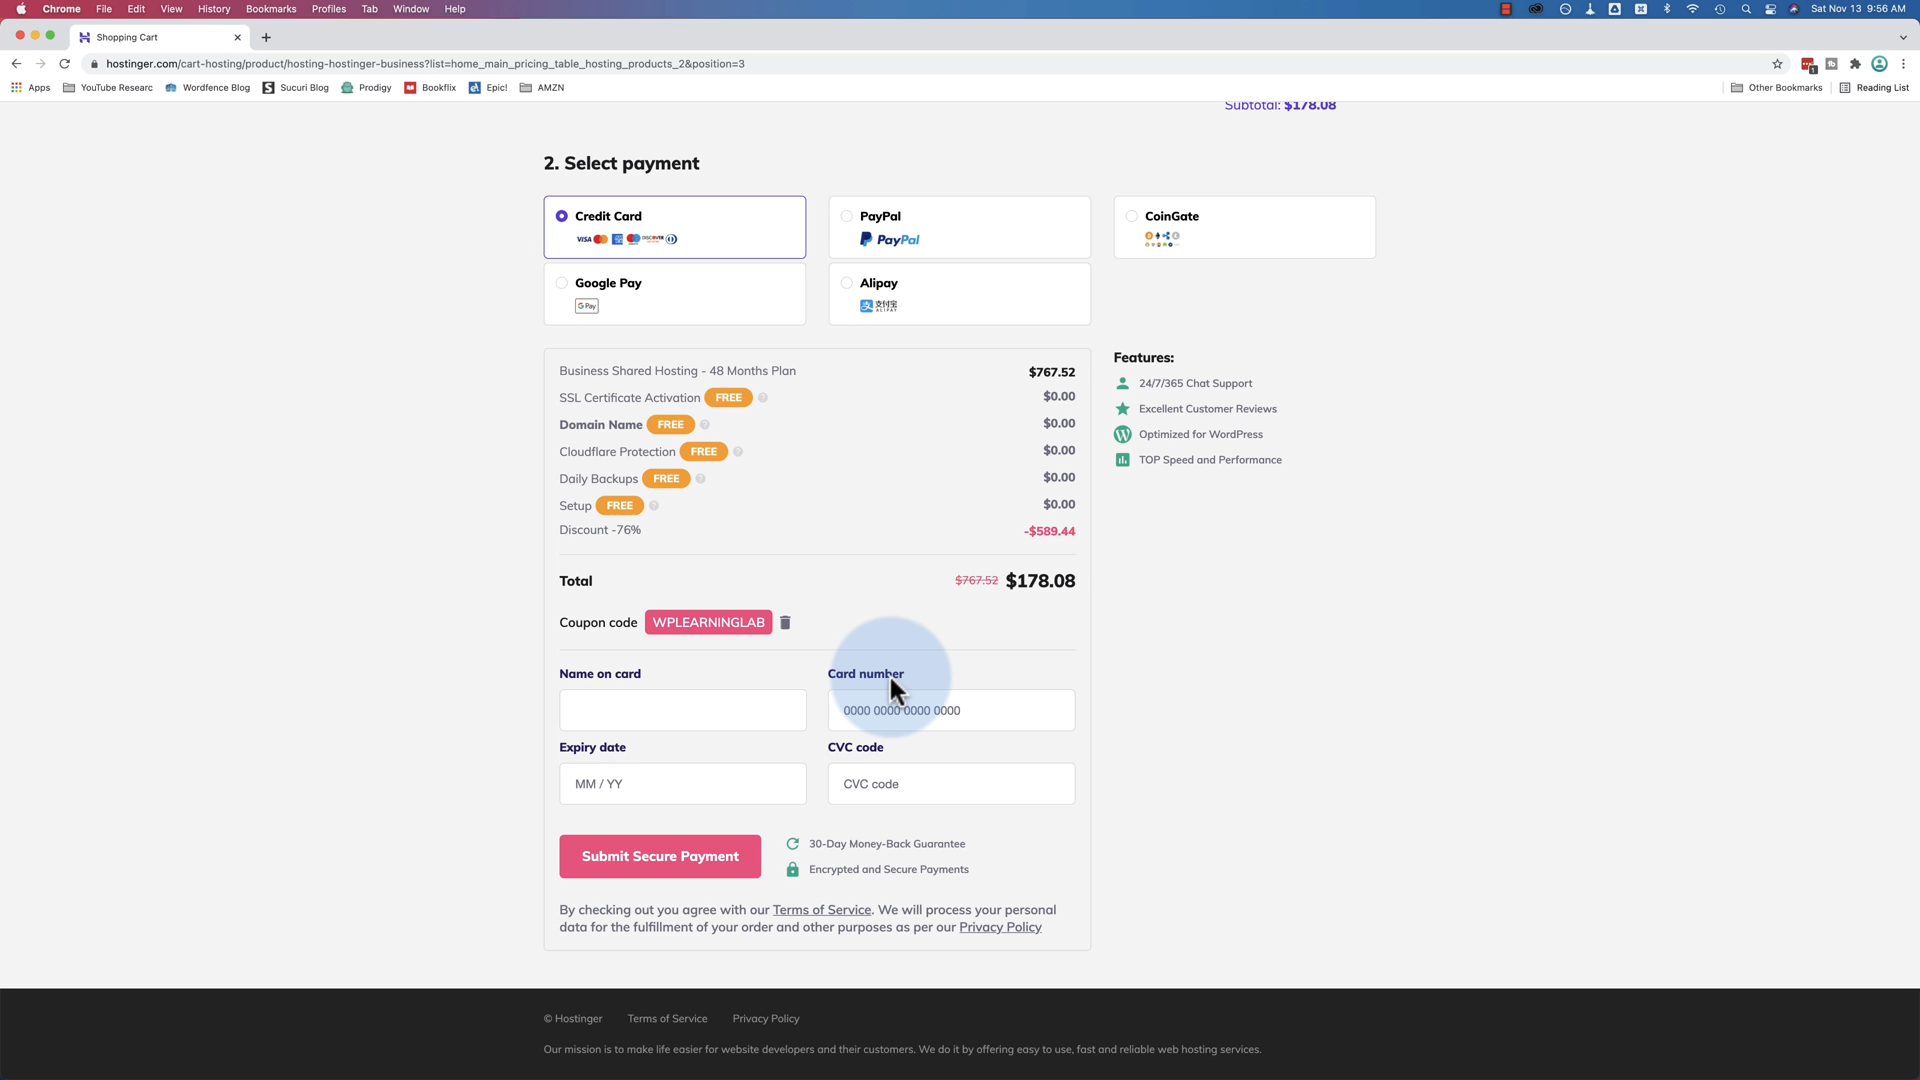 Chrome File Edit View History Bookmarks Profiles Tab Window Help
Sat Nov 13 9:56 AM
Shopping Cart
hostinger.com/cart-hosting/product/hosting-hostinger-business?list=home_main_pricing_table_hosting_products_2&position=3
Apps YouTube Researc Wordfence Blog Sucuri Blog Prodigy Bookflix Epic! AMZN Other Bookmarks Reading List
Subtotal: $178.08
2. Select payment
Credit Card
VISA DISCOVER
PayPal
PayPal
CoinGate
Google Pay
G Pay
Alipay
支付宝
ALIPAY
Business Shared Hosting - 48 Months Plan $767.52
SSL Certificate Activation FREE $0.00
Domain Name FREE $0.00
Cloudflare Protection FREE $0.00
Daily Backups FREE $0.00
Setup FREE $0.00
Discount -76% -$589.44
Total $767.52 $178.08
Coupon code WPLEARNINGLAB
Features:
24/7/365 Chat Support
Excellent Customer Reviews
Optimized for WordPress
TOP Speed and Performance
Name on card
Card number
0000 0000 0000 0000
Expiry date
CVC code
MM / YY
CVC code
Submit Secure Payment
30-Day Money-Back Guarantee
Encrypted and Secure Payments
By checking out you agree with our Terms of Service. We will process your personal
data for the fulfillment of your order and other purposes as per our Privacy Policy
© Hostinger Terms of Service Privacy Policy
Our mission is to make life easier for website developers and their customers. We do it by offering easy to use, fast and reliable web hosting services.